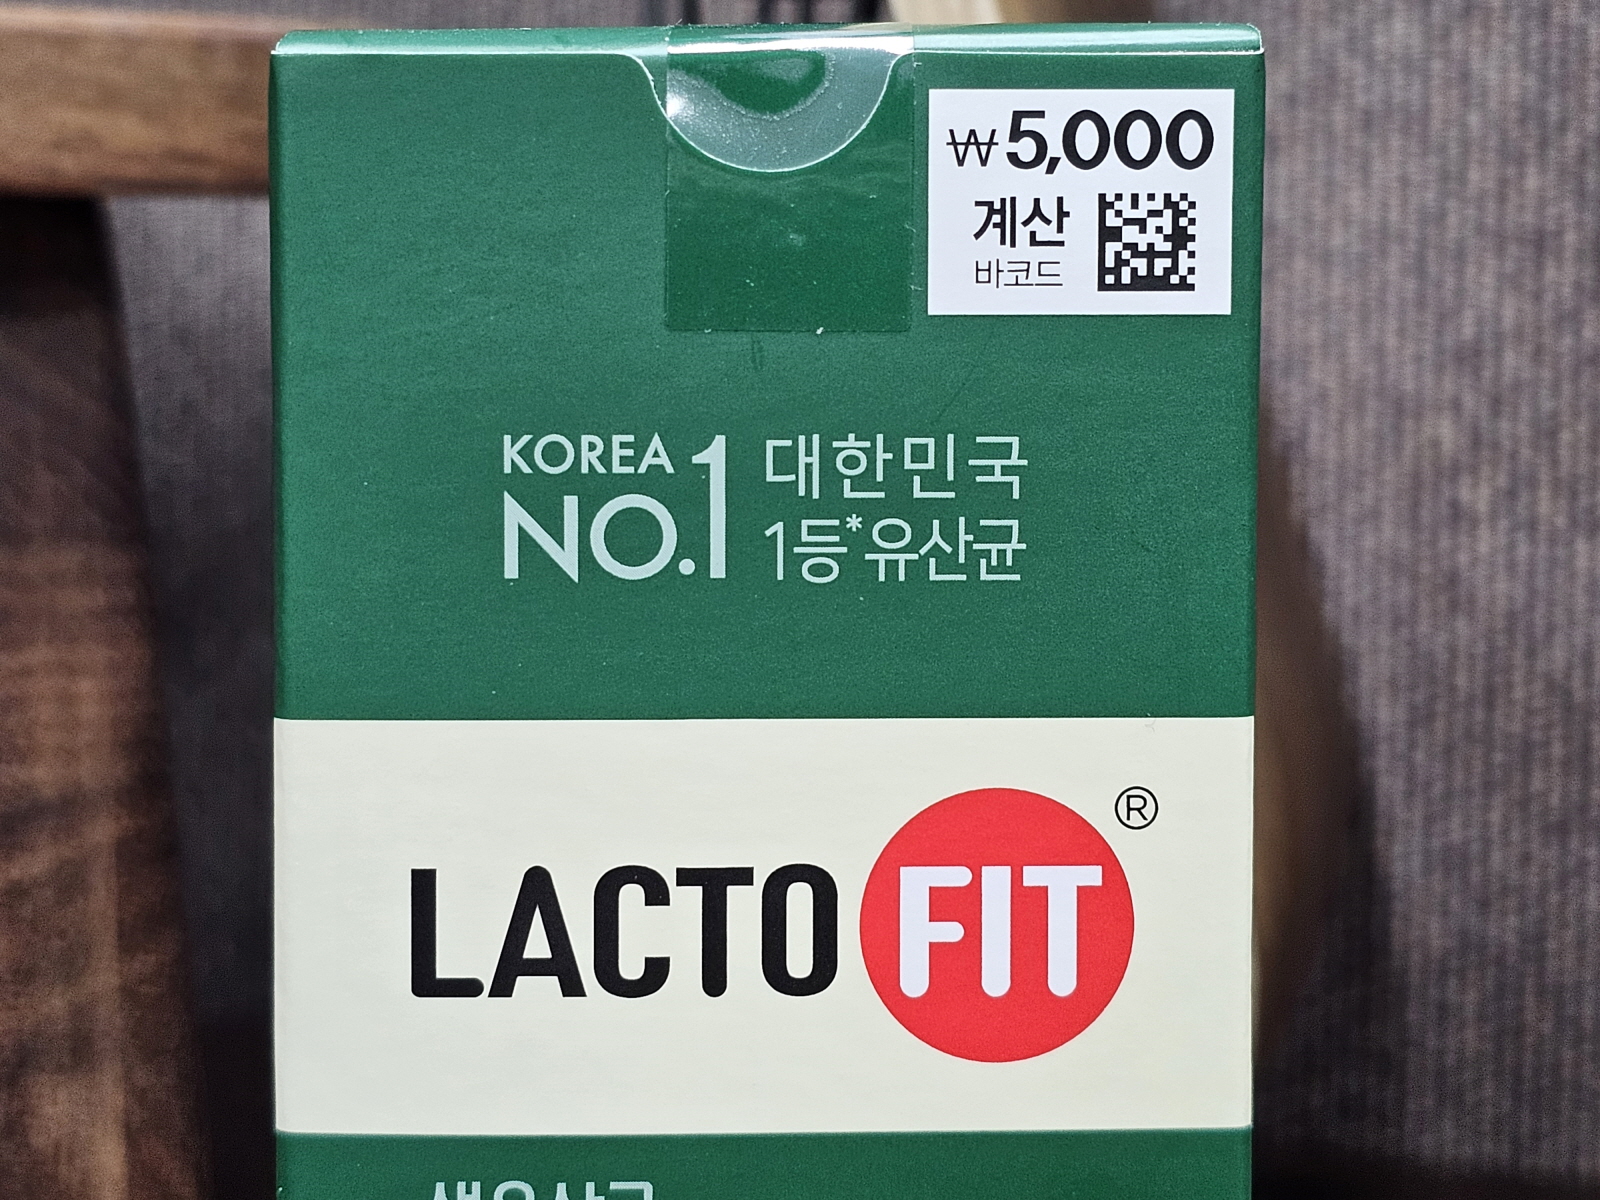 ₩5,000
계산
바코드
KOREA
NO.1
대한민국
1등*유산균
LACTO FIT®